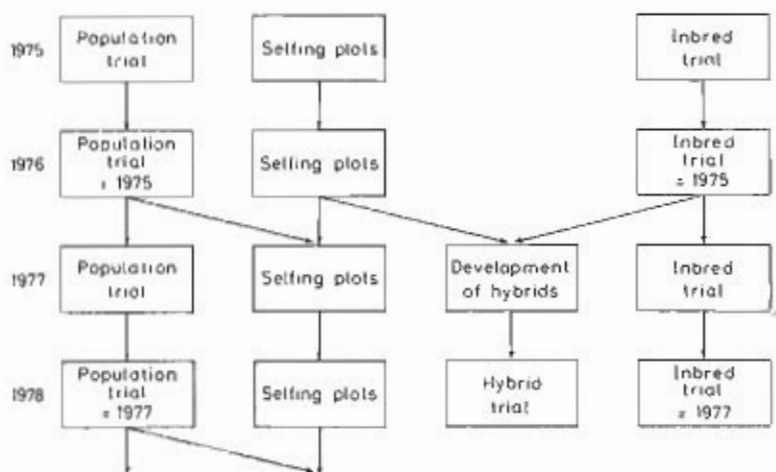 1975
Population
trial
Selfing plots
Inbred
trial
1976
Population
trial
= 1975
Selfing plots
Inbred
trial
= 1975
1977
Population
trial
Selfing plots
Development
of hybrids
Inbred
trial
1978
Population
trial
= 1977
Selfing plots
Hybrid
trial
Inbred
trial
= 1977